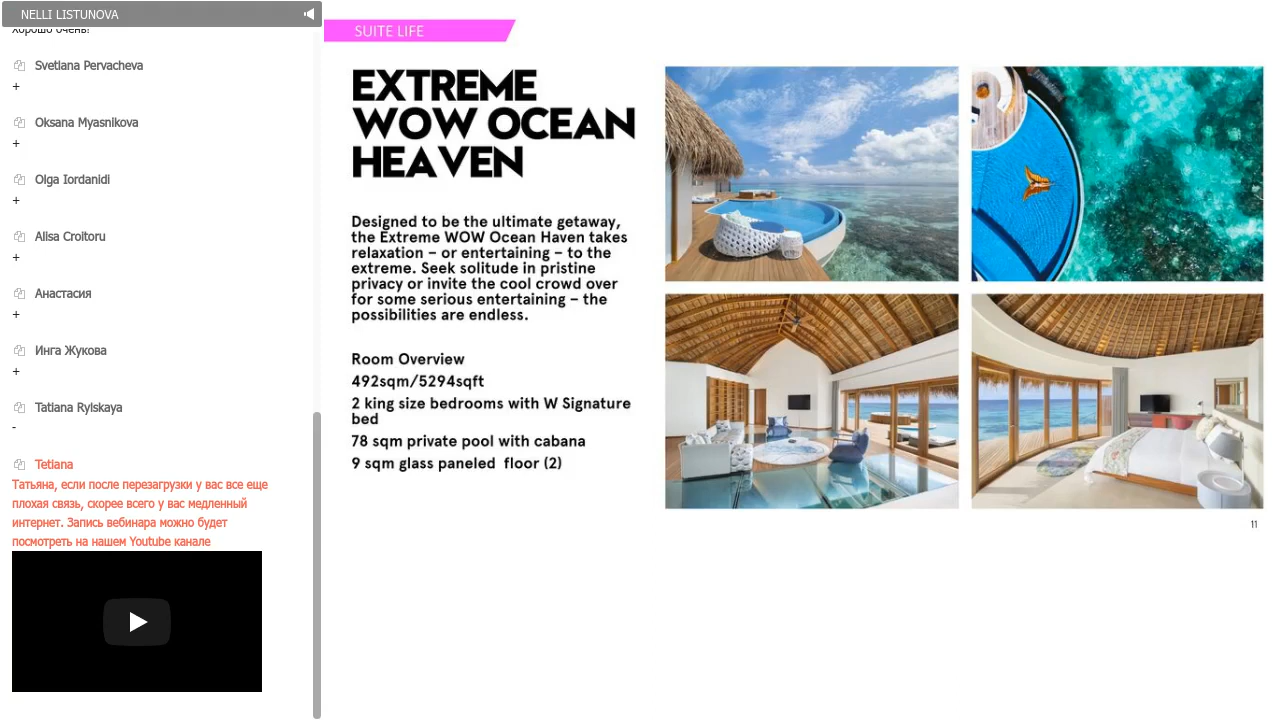 NELLI LISTUNOVA
Хорошо очень!
Svetlana Pervacheva
+
Oksana Myasnikova
+
Olga Iordanidi
+
Alisa Croitoru
+
Анастасия
+
Инга Жукова
+
Tatiana Rylskaya
-
Tetiana
Татьяна, если после перезагрузки у вас все еще
плохая связь, скорее всего у вас медленный
интернет. Запись вебинара можно будет
посмотреть на нашем Youtube канале
SUITE LIFE
EXTREME
WOW OCEAN
HEAVEN
Designed to be the ultimate getaway,
the Extreme WOW Ocean Haven takes
relaxation – or entertaining – to the
extreme. Seek solitude in pristine
privacy or invite the cool crowd over
for some serious entertaining – the
possibilities are endless.
Room Overview
492sqm/5294sqft
2 king size bedrooms with W Signature
bed
78 sqm private pool with cabana
9 sqm glass paneled floor (2)
11